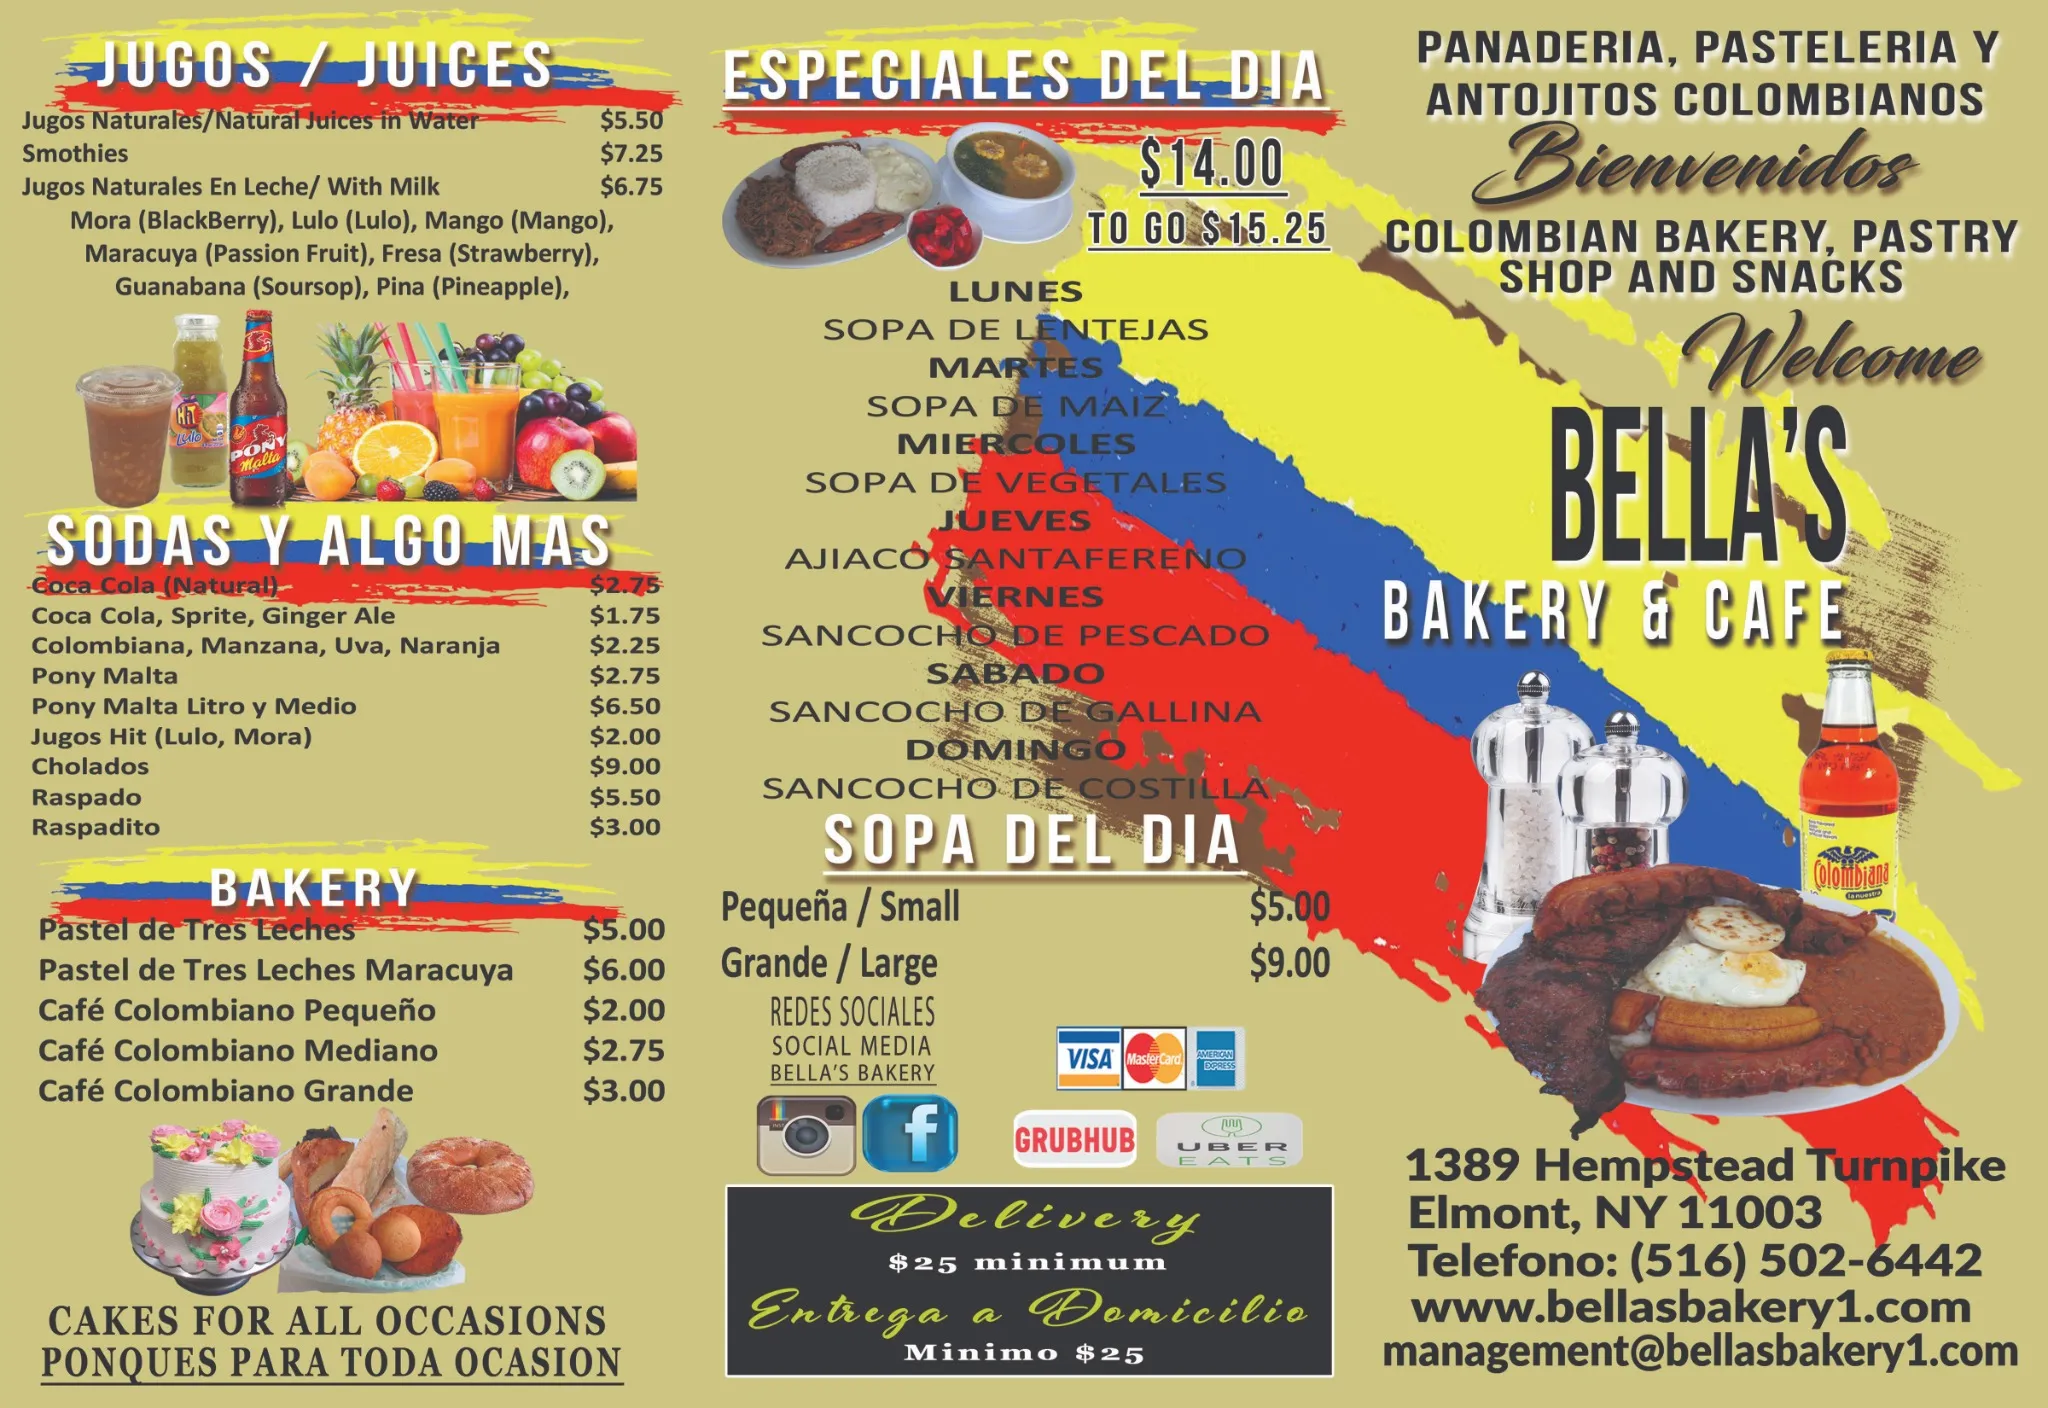 JUGOS / JUICES
Jugos Naturales/Natural Juices in Water $5.50
Smothies $7.25
Jugos Naturales En Leche/ With Milk $6.75
Mora (BlackBerry), Lulo (Lulo), Mango (Mango),
Maracuya (Passion Fruit), Fresa (Strawberry),
Guanabana (Soursop), Pina (Pineapple),
Hit
Lulo
PONY
Malta
SODAS Y ALGO MAS
Coca Cola (Natural) $2.75
Coca Cola, Sprite, Ginger Ale $1.75
Colombiana, Manzana, Uva, Naranja $2.25
Pony Malta $2.75
Pony Malta Litro y Medio $6.50
Jugos Hit (Lulo, Mora) $2.00
Cholados $9.00
Raspado $5.50
Raspadito $3.00
BAKERY
Pastel de Tres Leches $5.00
Pastel de Tres Leches Maracuya $6.00
Café Colombiano Pequeño $2.00
Café Colombiano Mediano $2.75
Café Colombiano Grande $3.00
CAKES FOR ALL OCCASIONS
PONQUES PARA TODA OCASION
ESPECIALES DEL DIA
$14.00
TO GO $15.25
LUNES
SOPA DE LENTEJAS
MARTES
SOPA DE MAIZ
MIERCOLES
SOPA DE VEGETALES
JUEVES
AJIACO SANTAFERENO
VIERNES
SANCOCHO DE PESCADO
SABADO
SANCOCHO DE GALLINA
DOMINGO
SANCOCHO DE COSTILLA
SOPA DEL DIA
Pequeña / Small $5.00
Grande / Large $9.00
REDES SOCIALES
SOCIAL MEDIA
BELLA'S BAKERY
VISA
MasterCard
AMERICAN
EXPRESS
f
GRUBHUB
UBER
EATS
Delivery
$25 minimum
Entrega a Domicilio
Minimo $25
PANADERIA, PASTELERIA Y
ANTOJITOS COLOMBIANOS
Bienvenidos
COLOMBIAN BAKERY, PASTRY
SHOP AND SNACKS
Welcome
BELLA'S
BAKERY & CAFE
Colombiana
la nuestra
1389 Hempstead Turnpike
Elmont, NY 11003
Telefono: (516) 502-6442
www.bellasbakery1.com
management@bellasbakery1.com